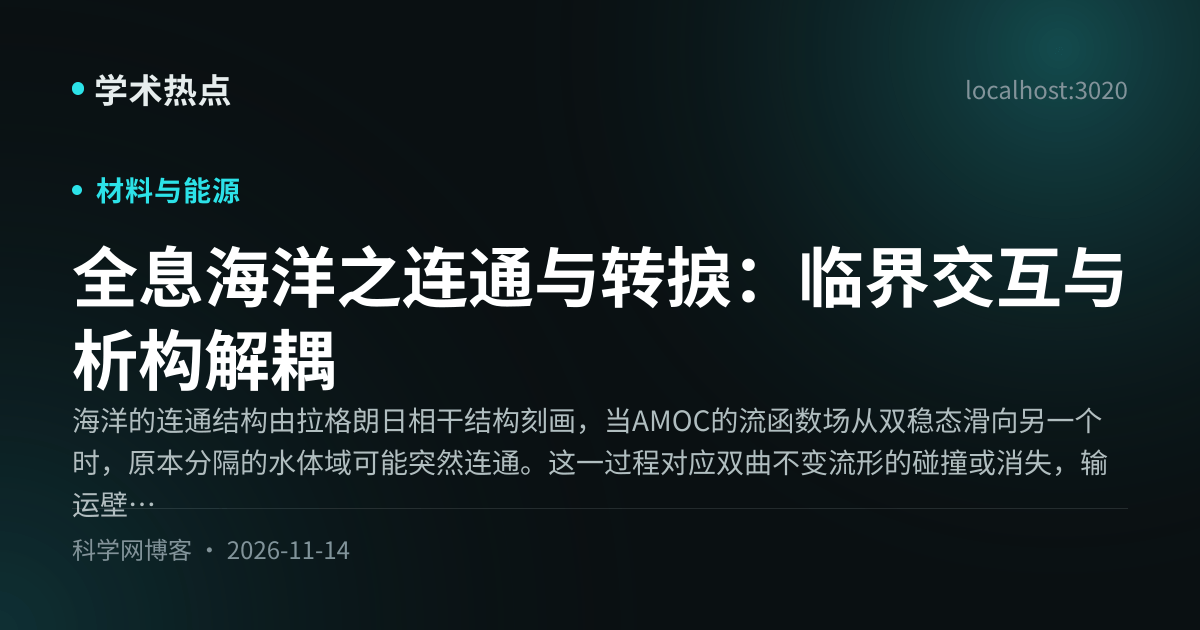 学术热点
localhost:3020
材料与能源
全息海洋之连通与转捩：临界交互与
析构解耦
海洋的连通结构由拉格朗日相干结构刻画，当AMOC的流函数场从双稳态滑向另一个
时，原本分隔的水体域可能突然连通。这一过程对应双曲不变流形的碰撞或消失，输
运壁…
科学网博客 · 2026-11-14